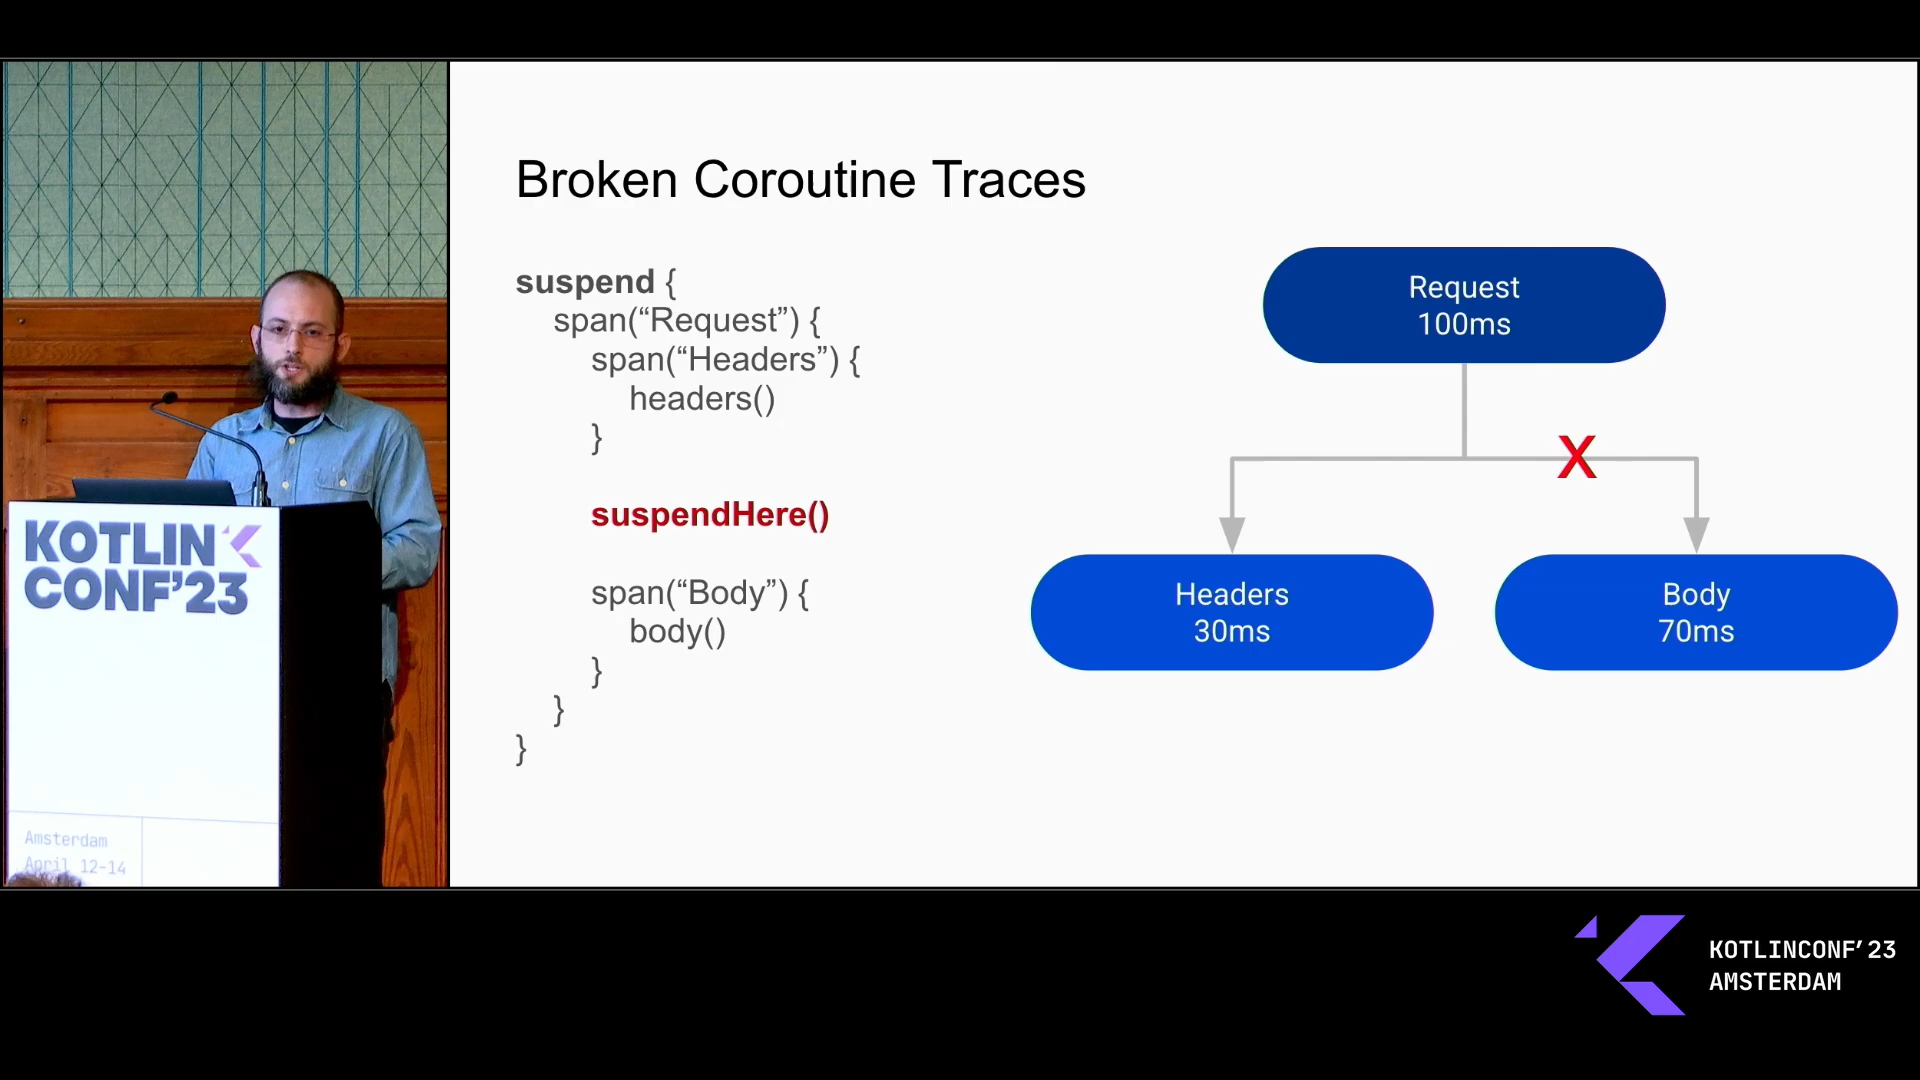 Broken Coroutine Traces
suspend {
span(“Request”) {
span(“Headers”) {
headers()
}
suspendHere()
span(“Body”) {
body()
}
}
}
Request
100ms
X
Headers
30ms
Body
70ms
KOTLIN
CONF’23
Amsterdam
April 12-14
KOTLINCONF’23
AMSTERDAM